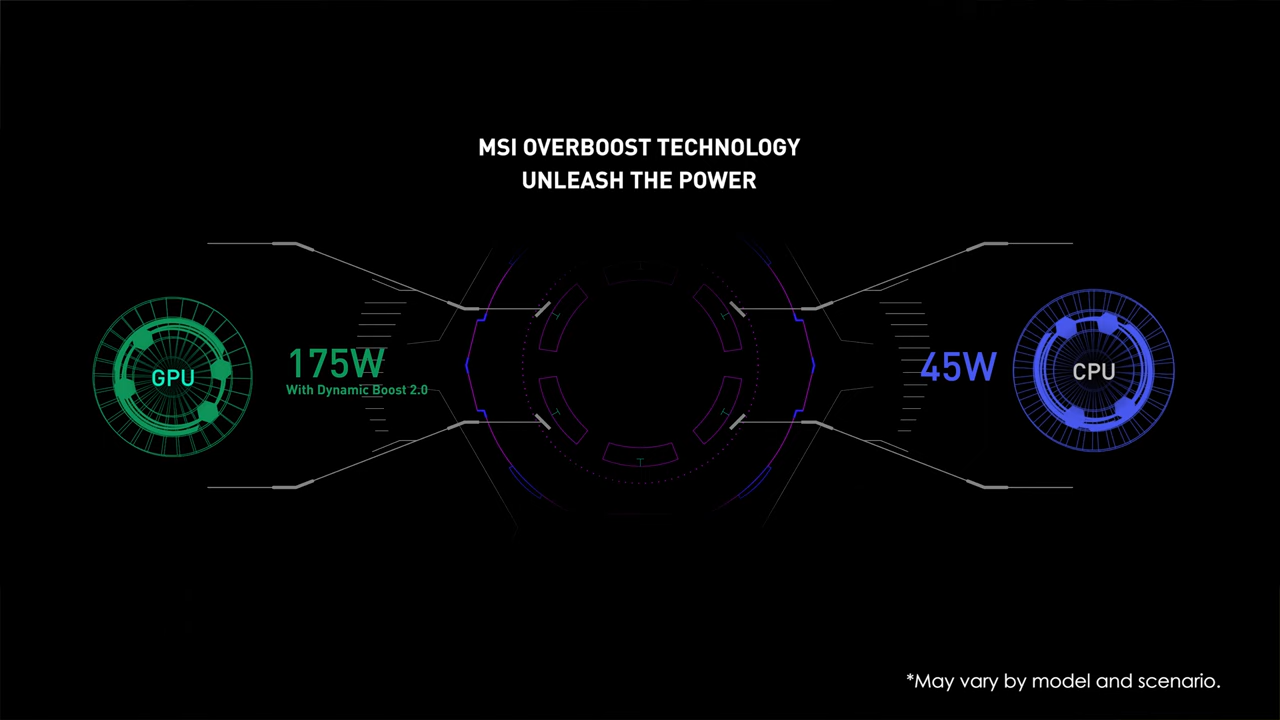 MSI OVERBOOST TECHNOLOGY
UNLEASH THE POWER
GPU
175W
With Dynamic Boost 2.0
45W
CPU
*May vary by model and scenario.